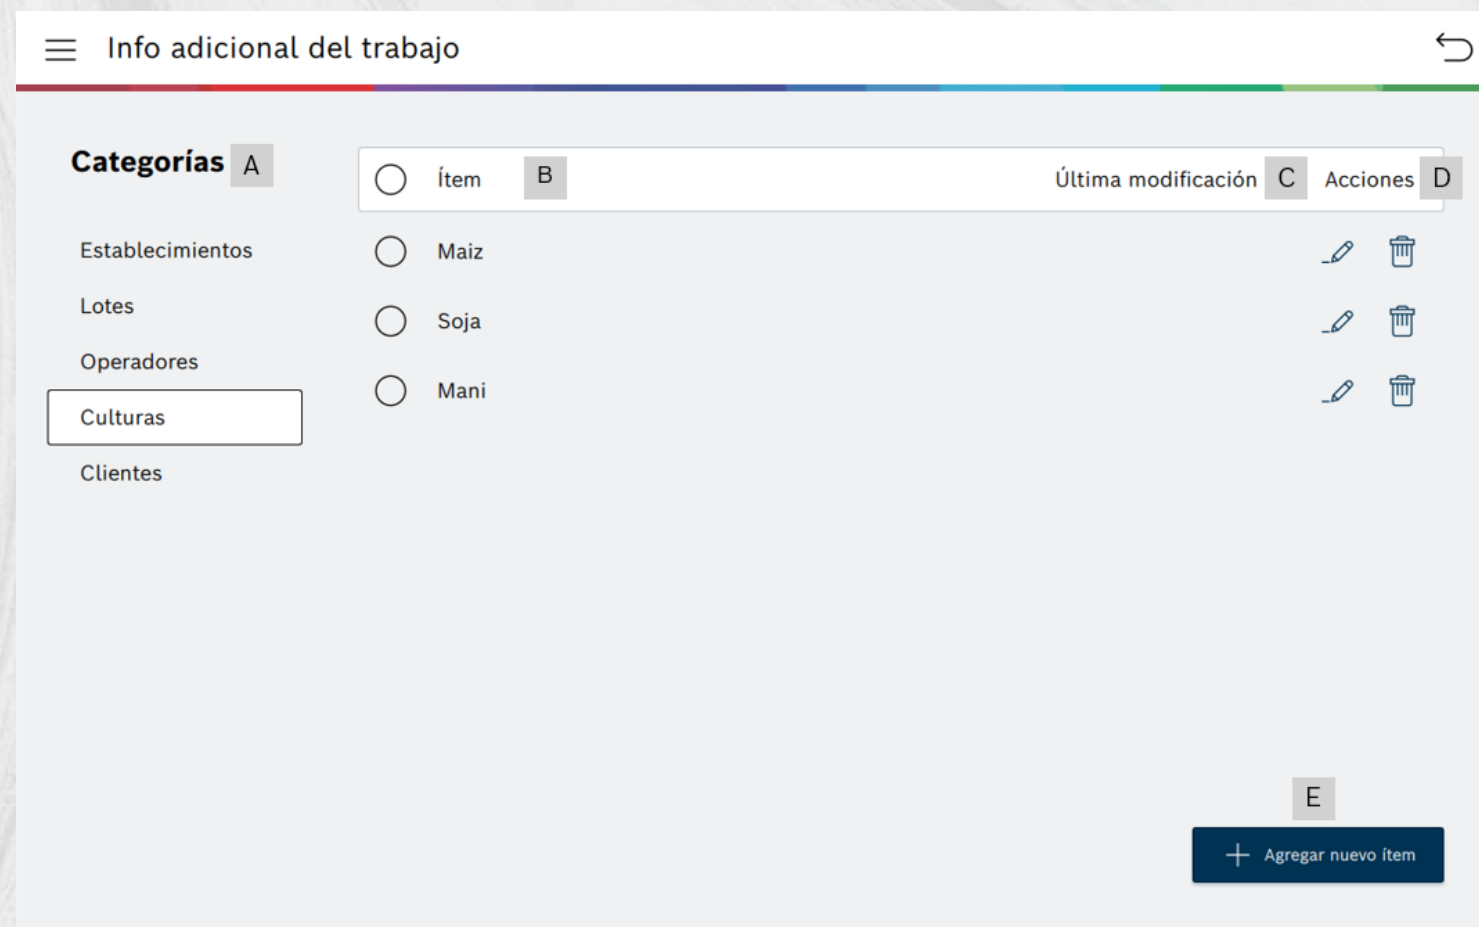 Info adicional del trabajo
Categorías A
Ítem B Última modificación C Acciones D
Establecimientos
Lotes
Operadores
Culturas
Clientes
Maiz
Soja
Mani
E
Agregar nuevo ítem